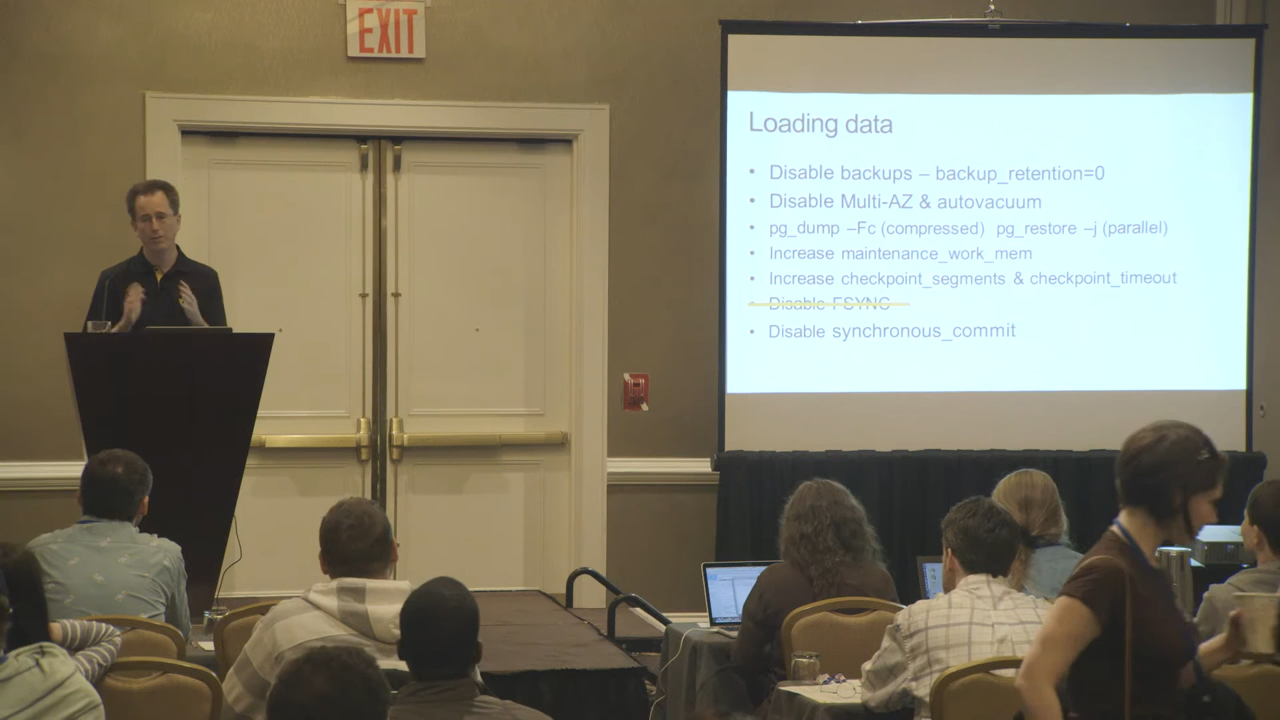 EXIT
Loading data
• Disable backups – backup_retention=0
• Disable Multi-AZ & autovacuum
• pg_dump –Fc (compressed) pg_restore –j (parallel)
• Increase maintenance_work_mem
• Increase checkpoint_segments & checkpoint_timeout
• Disable FSYNC
• Disable synchronous_commit